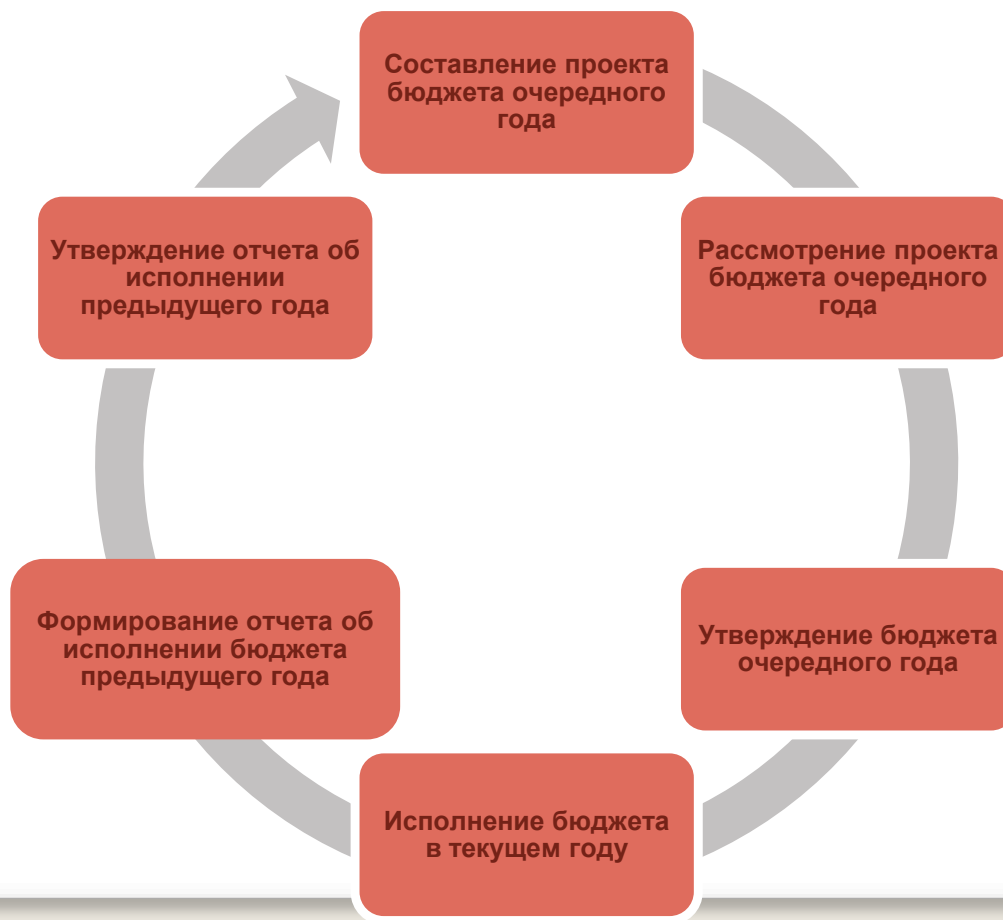 Составление проекта
бюджета очередного
года
Рассмотрение проекта
бюджета очередного
года
Утверждение бюджета
очередного года
Исполнение бюджета
в текущем году
Формирование отчета об
исполнении бюджета
предыдущего года
Утверждение отчета об
исполнении
предыдущего года